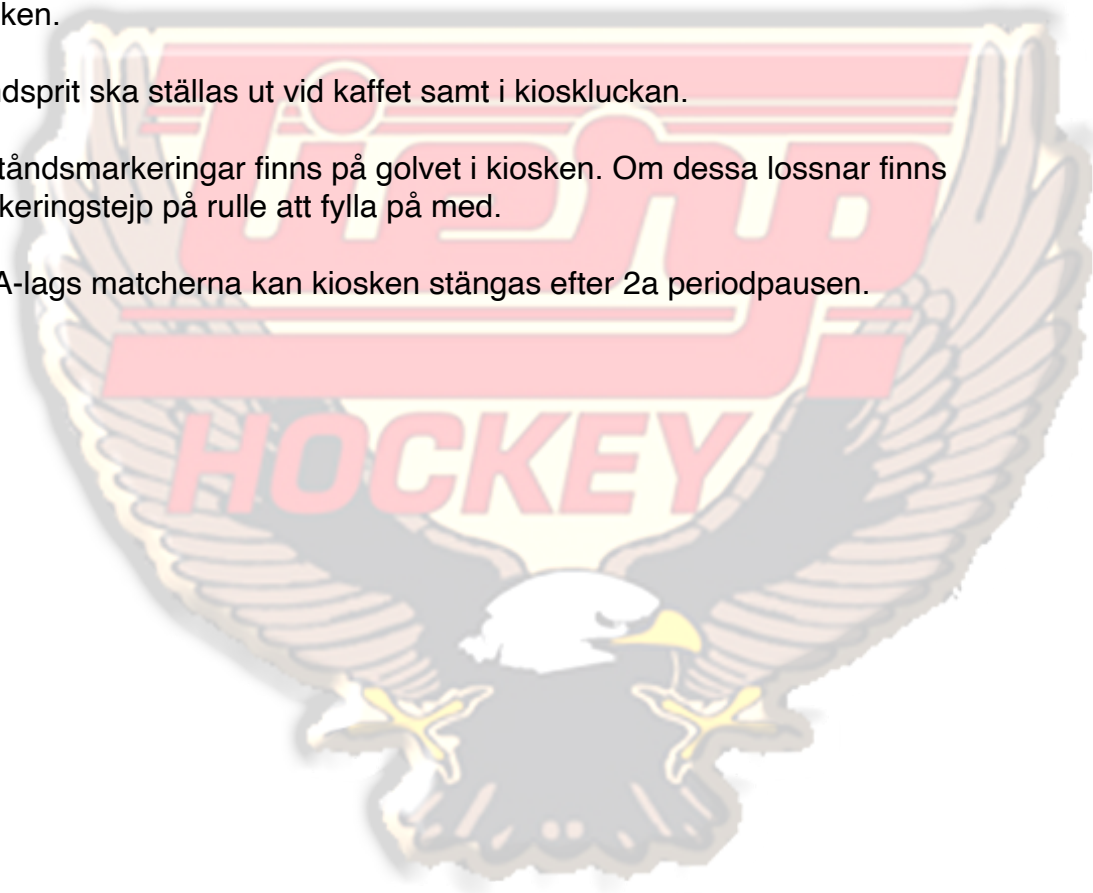 ken.
dsprit ska ställas ut vid kaffet samt i kioskluckan.
tåndsmarkeringar finns på golvet i kiosken. Om dessa lossnar finns
keringstejp på rulle att fylla på med.
A-lags matcherna kan kiosken stängas efter 2a periodpausen.
Tierp
HOCKEY